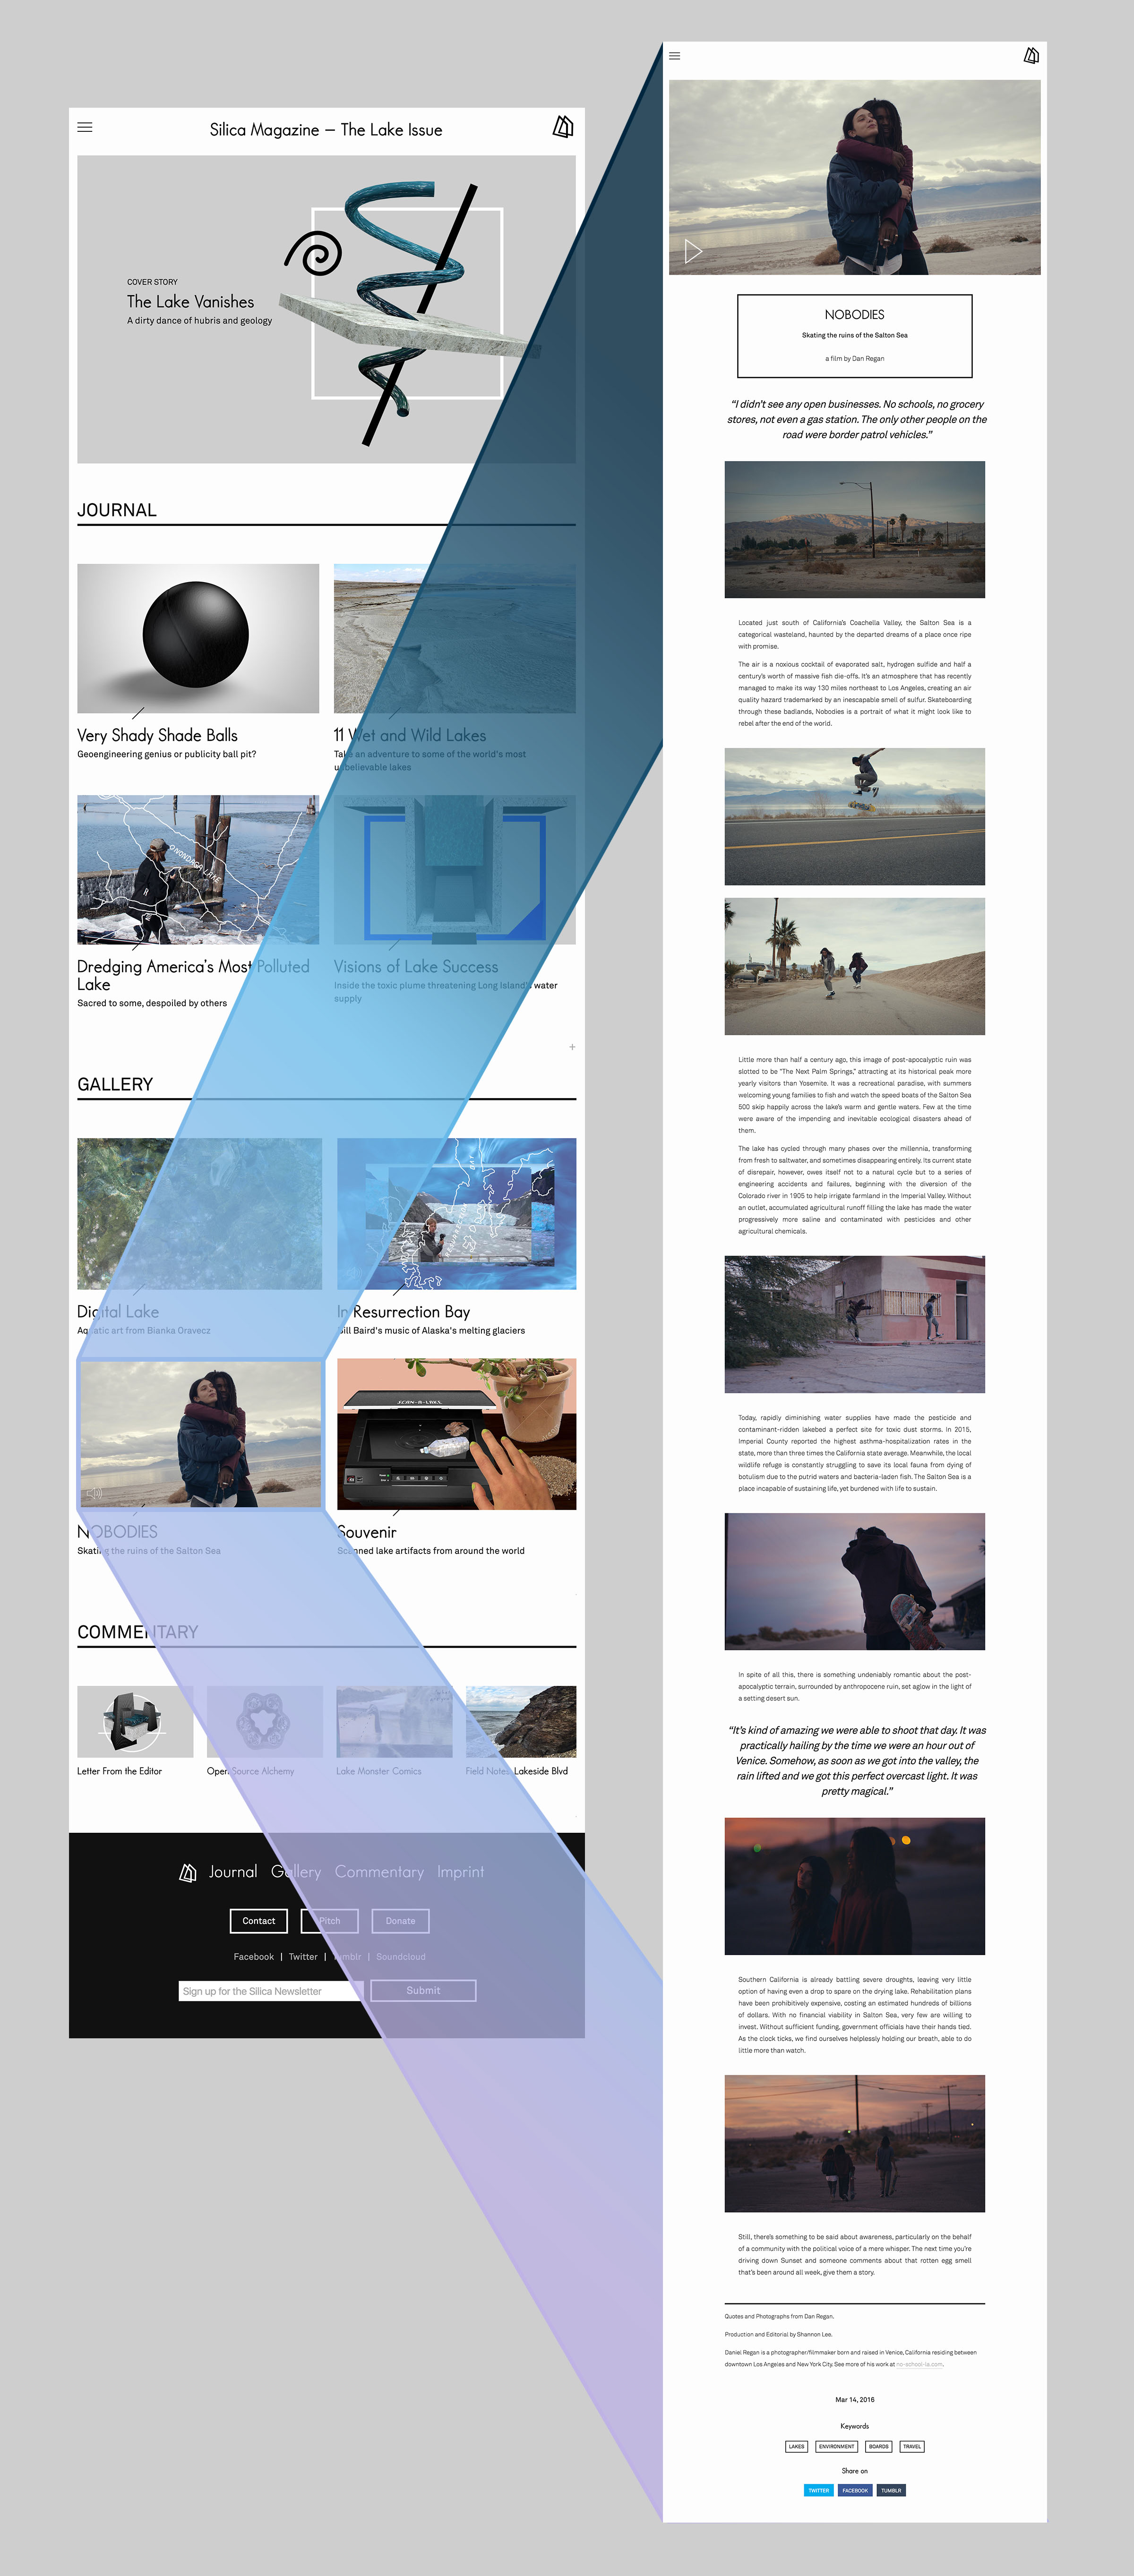 Silica Magazine – The Lake Issue
COVER STORY
The Lake Vanishes
A dirty dance of hubris and geology
JOURNAL
Very Shady Shade Balls
Geoengineering genius or publicity ball pit?
11 Wet and Wild Lakes
Take an adventure to some of the world's most
unbelievable lakes
ONONDAGA LAKE
Dredging America's Most Polluted
Lake
Sacred to some, despoiled by others
Visions of Lake Success
Inside the toxic plume threatening Long Island's water
supply
+
GALLERY
Digital Lake
Aquatic art from Bianka Oravecz
In Resurrection Bay
Bill Baird's music of Alaska's melting glaciers
NOBODIES
Skating the ruins of the Salton Sea
SCAN-A-LAKE
Souvenir
Scanned lake artifacts from around the world
COMMENTARY
Letter From the Editor
Open Source Alchemy
Lake Monster Comics
Field Notes: Lakeside Blvd
Journal Gallery Commentary Imprint
Contact Pitch Donate
Facebook | Twitter | Tumblr | Soundcloud
Sign up for the Silica Newsletter Submit
NOBODIES
Skating the ruins of the Salton Sea
a film by Dan Regan
“I didn't see any open businesses. No schools, no grocery
stores, not even a gas station. The only other people on the
road were border patrol vehicles.”
Located just south of California's Coachella Valley, the Salton Sea is a
categorical wasteland, haunted by the departed dreams of a place once ripe
with promise.
The air is a noxious cocktail of evaporated salt, hydrogen sulfide and half a
century's worth of massive fish die-offs. It's an atmosphere that has recently
managed to make its way 130 miles northeast to Los Angeles, creating an air
quality hazard trademarked by an inescapable smell of sulfur. Skateboarding
through these badlands, Nobodies is a portrait of what it might look like to
rebel after the end of the world.
Little more than half a century ago, this image of post-apocalyptic ruin was
slotted to be “The Next Palm Springs,” attracting at its historical peak more
yearly visitors than Yosemite. It was a recreational paradise, with summers
welcoming young families to fish and watch the speed boats of the Salton Sea
500 skip happily across the lake's warm and gentle waters. Few at the time
were aware of the impending and inevitable ecological disasters ahead of
them.
The lake has cycled through many phases over the millennia, transforming
from fresh to saltwater, and sometimes disappearing entirely. Its current state
of disrepair, however, owes itself not to a natural cycle but to a series of
engineering accidents and failures, beginning with the diversion of the
Colorado river in 1905 to help irrigate farmland in the Imperial Valley. Without
an outlet, accumulated agricultural runoff filling the lake has made the water
progressively more saline and contaminated with pesticides and other
agricultural chemicals.
Today, rapidly diminishing water supplies have made the pesticide and
contaminant-ridden lakebed a perfect site for toxic dust storms. In 2015,
Imperial County reported the highest asthma-hospitalization rates in the
state, more than three times the California state average. Meanwhile, the local
wildlife refuge is constantly struggling to save its local fauna from dying of
botulism due to the putrid waters and bacteria-laden fish. The Salton Sea is a
place incapable of sustaining life, yet burdened with life to sustain.
In spite of all this, there is something undeniably romantic about the post-
apocalyptic terrain, surrounded by anthropocene ruin, set aglow in the light of
a setting desert sun.
“It's kind of amazing we were able to shoot that day. It was
practically hailing by the time we were an hour out of
Venice. Somehow, as soon as we got into the valley, the
rain lifted and we got this perfect overcast light. It was
pretty magical.”
Southern California is already battling severe droughts, leaving very little
option of having even a drop to spare on the drying lake. Rehabilitation plans
have been prohibitively expensive, costing an estimated hundreds of billions
of dollars. With no financial viability in Salton Sea, very few are willing to
invest. Without sufficient funding, government officials have their hands tied.
As the clock ticks, we find ourselves helplessly holding our breath, able to do
little more than watch.
Still, there's something to be said about awareness, particularly on the behalf
of a community with the political voice of a mere whisper. The next time you're
driving down Sunset and someone comments about that rotten egg smell
that's been around all week, give them a story.
Quotes and Photographs from Dan Regan.
Production and Editorial by Shannon Lee.
Daniel Regan is a photographer/filmmaker born and raised in Venice, California residing between
downtown Los Angeles and New York City. See more of his work at no-school-la.com.
Mar 14, 2016
Keywords
LAKES ENVIRONMENT BOARDS TRAVEL
Share on
TWITTER FACEBOOK TUMBLR